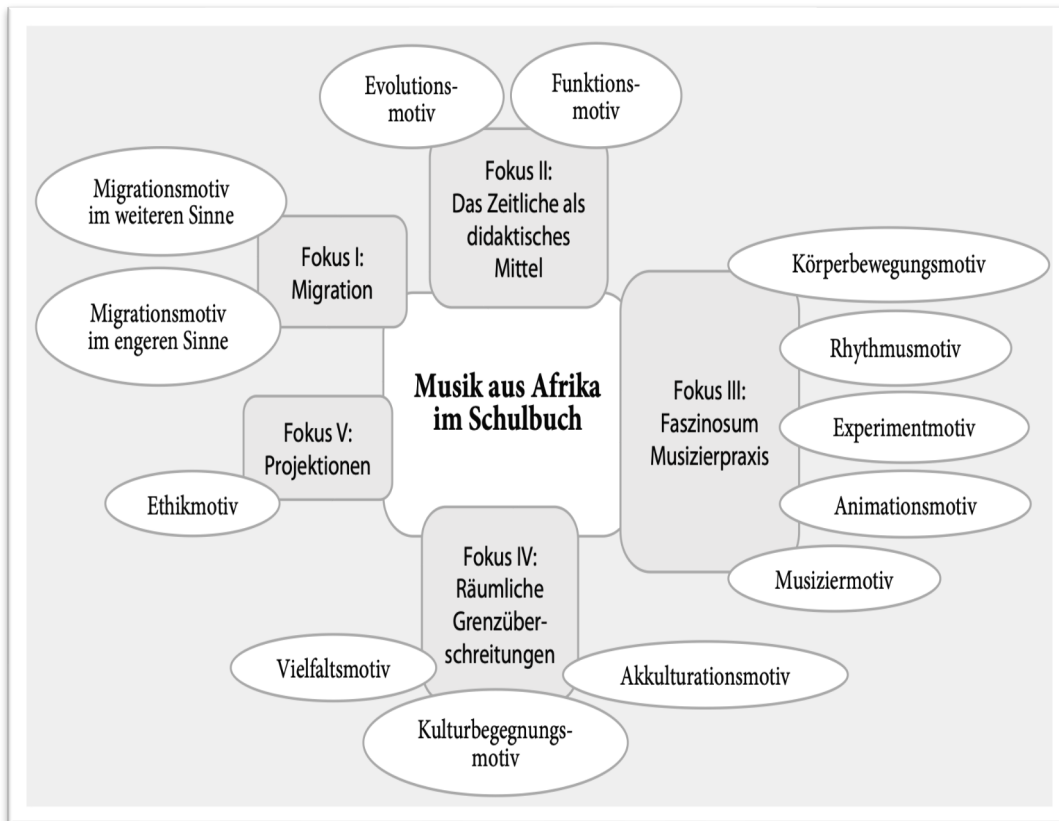 Evolutions-
motiv
Funktions-
motiv
Fokus II:
Das Zeitliche als
didaktisches
Mittel
Migrationsmotiv
im weiteren Sinne
Fokus I:
Migration
Migrationsmotiv
im engeren Sinne
Körperbewegungsmotiv
Rhythmusmotiv
Fokus III:
Faszinosum
Musizierpraxis
Experimentmotiv
Animationsmotiv
Musiziermotiv
Musik aus Afrika
im Schulbuch
Fokus V:
Projektionen
Ethikmotiv
Fokus IV:
Räumliche
Grenzüber-
schreitungen
Vielfaltsmotiv
Akkulturationsmotiv
Kulturbegegnungs-
motiv